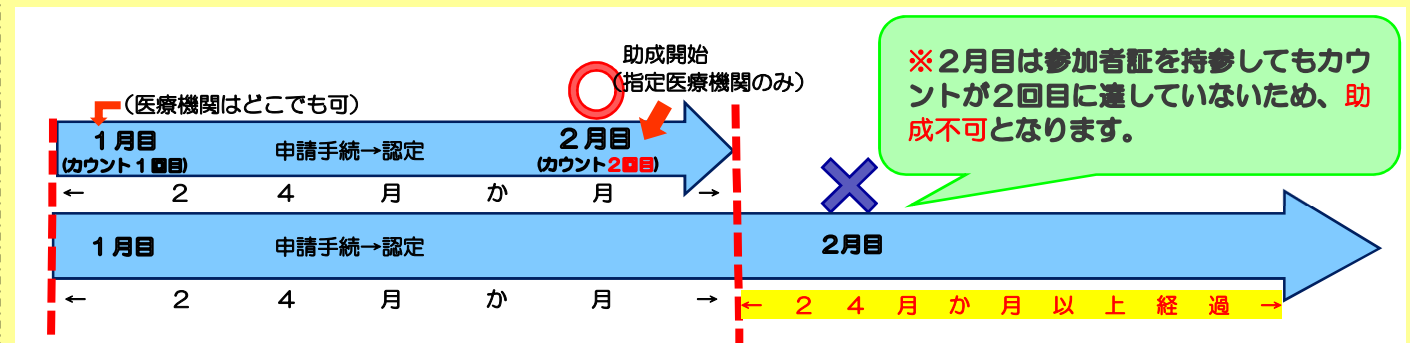 助成開始
(指定医療機関のみ)
(医療機関はどこでも可)
1月目
(カウント1回目)
申請手続→認定
2月目
(カウント2回目)
← 2 4 月 か 月 →
※2月目は参加者証を持参してもカウ
ントが2回目に達していないため、助
成不可となります。
1月目
申請手続→認定
2月目
← 2 4 月 か 月 →
← 2 4 月 か 月 以 上 経 過 →